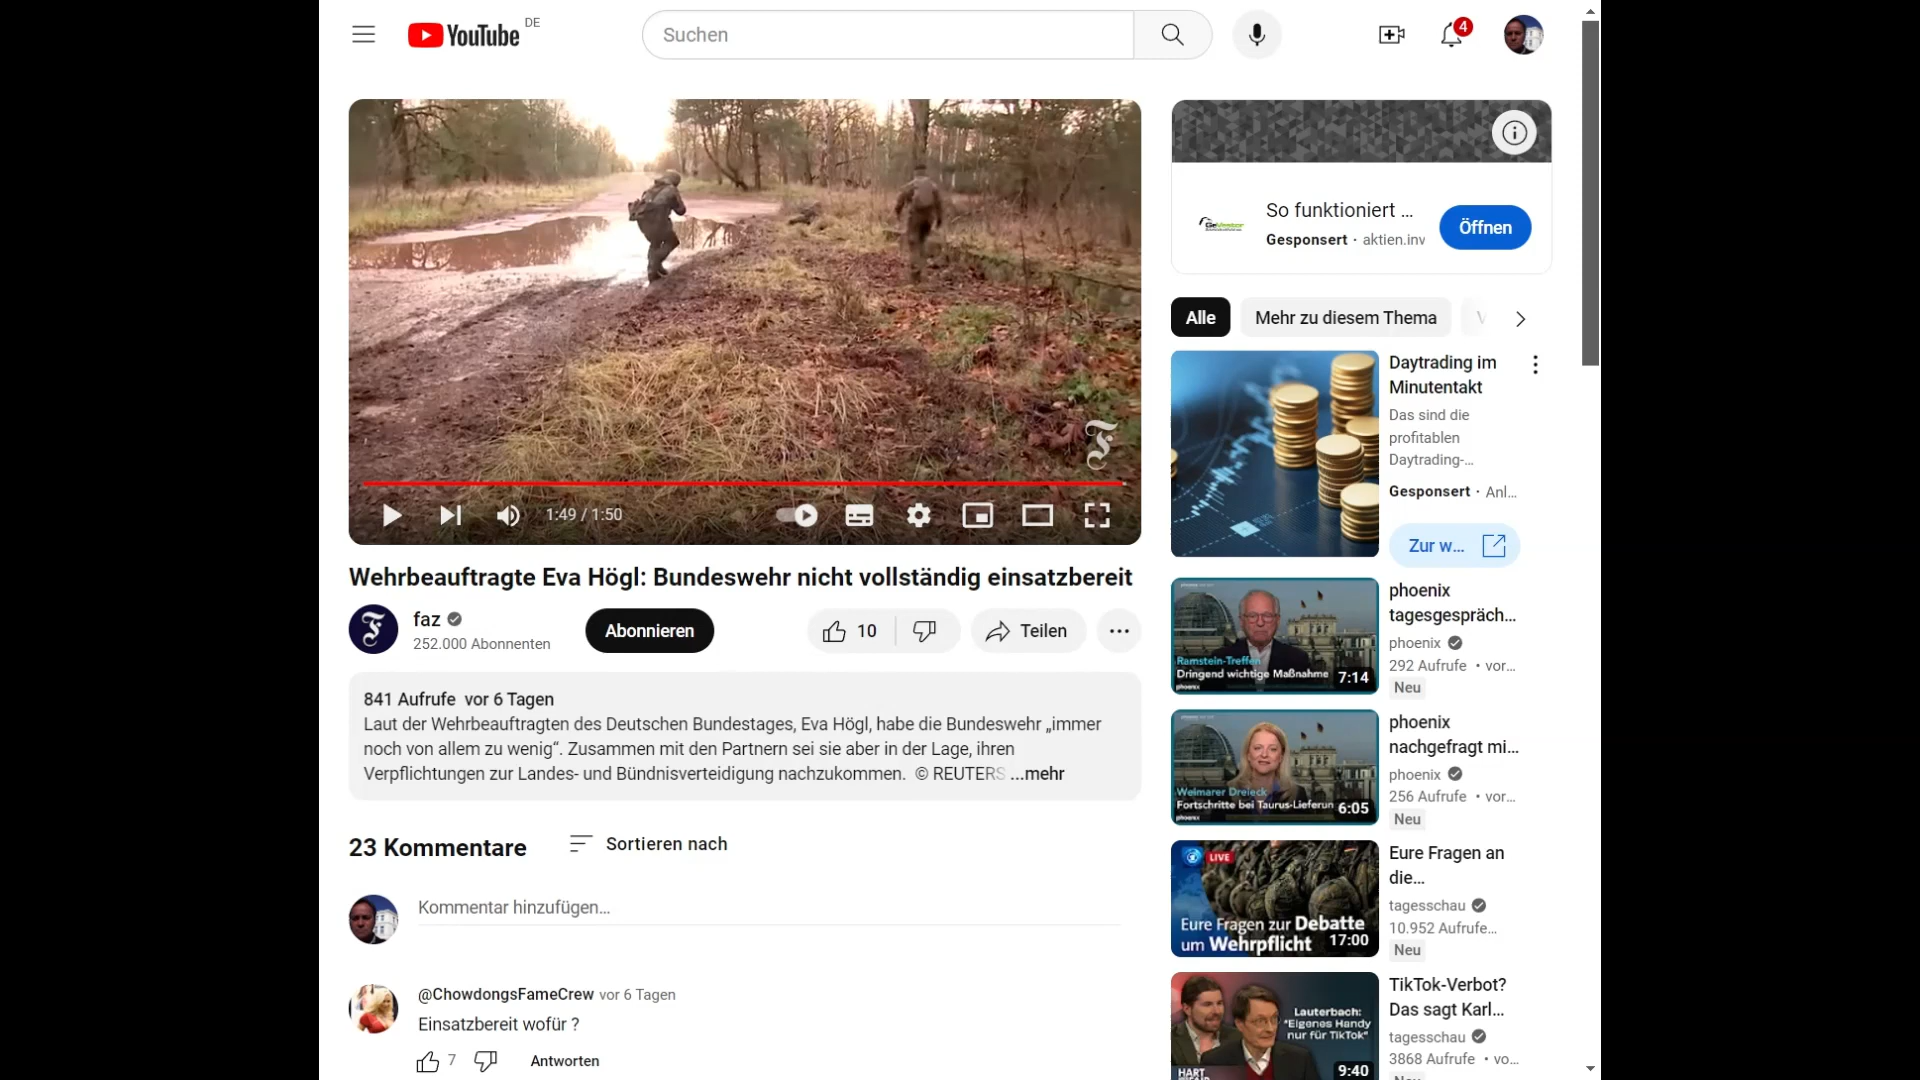 YouTube DE
Suchen
4
1:49 / 1:50
Wehrbeauftragte Eva Högl: Bundeswehr nicht vollständig einsatzbereit
faz
252.000 Abonnenten
Abonnieren
10
Teilen
841 Aufrufe vor 6 Tagen
Laut der Wehrbeauftragten des Deutschen Bundestages, Eva Högl, habe die Bundeswehr „immer
noch von allem zu wenig“. Zusammen mit den Partnern sei sie aber in der Lage, ihren
Verpflichtungen zur Landes- und Bündnisverteidigung nachzukommen. © REUTERS ...mehr
23 Kommentare
Sortieren nach
Kommentar hinzufügen...
@ChowdongsFameCrew vor 6 Tagen
Einsatzbereit wofür ?
7
Antworten
So funktioniert ...
Gesponsert · aktien.inv
Öffnen
Alle
Mehr zu diesem Thema
Daytrading im
Minutentakt
Das sind die
profitablen
Daytrading-...
Gesponsert · Anl...
Zur w...
Ramstein-Treffen
Dringend wichtige Maßnahme
phoenix
7:14
phoenix
tagesgespräch...
phoenix
292 Aufrufe • vor...
Neu
Weimarer Dreieck
Fortschritte bei Taurus-Lieferun
phoenix
6:05
phoenix
nachgefragt mi...
phoenix
256 Aufrufe • vor...
Neu
LIVE
Eure Fragen zur Debatte
um Wehrpflicht
17:00
Eure Fragen an
die...
tagesschau
10.952 Aufrufe...
Neu
Lauterbach:
"Eigenes Handy
nur für TikTok"
HART
9:40
TikTok-Verbot?
Das sagt Karl...
tagesschau
3868 Aufrufe • vo...